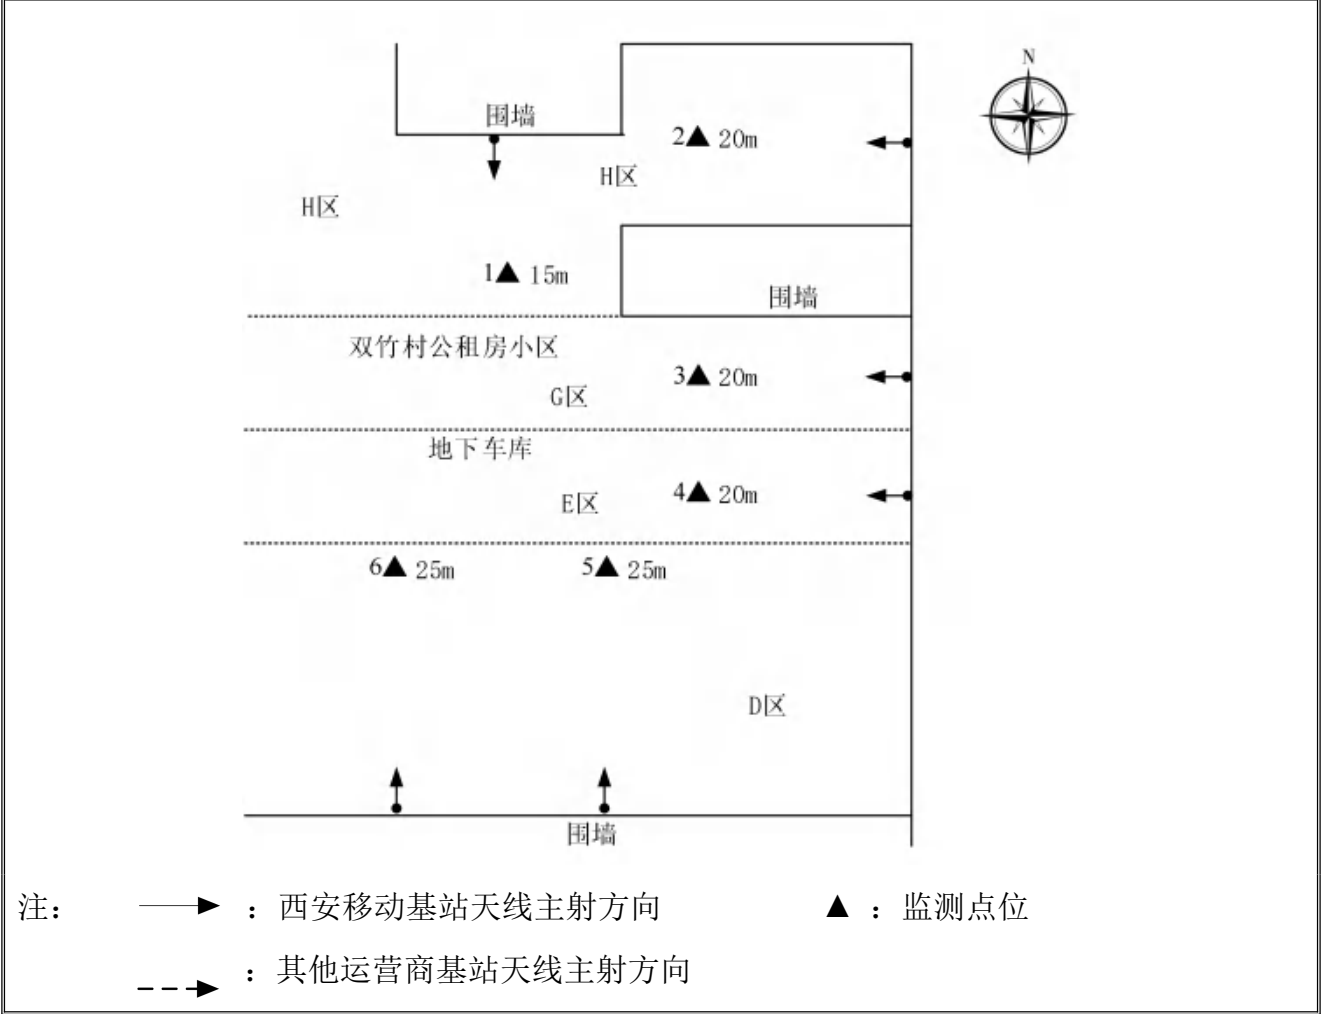 N
围墙
2▲ 20m
H区
H区
1▲ 15m
围墙
双竹村公租房小区
3▲ 20m
G区
地下车库
4▲ 20m
E区
6▲ 25m
5▲ 25m
D区
围墙
注：
：西安移动基站天线主射方向
▲：监测点位
：其他运营商基站天线主射方向